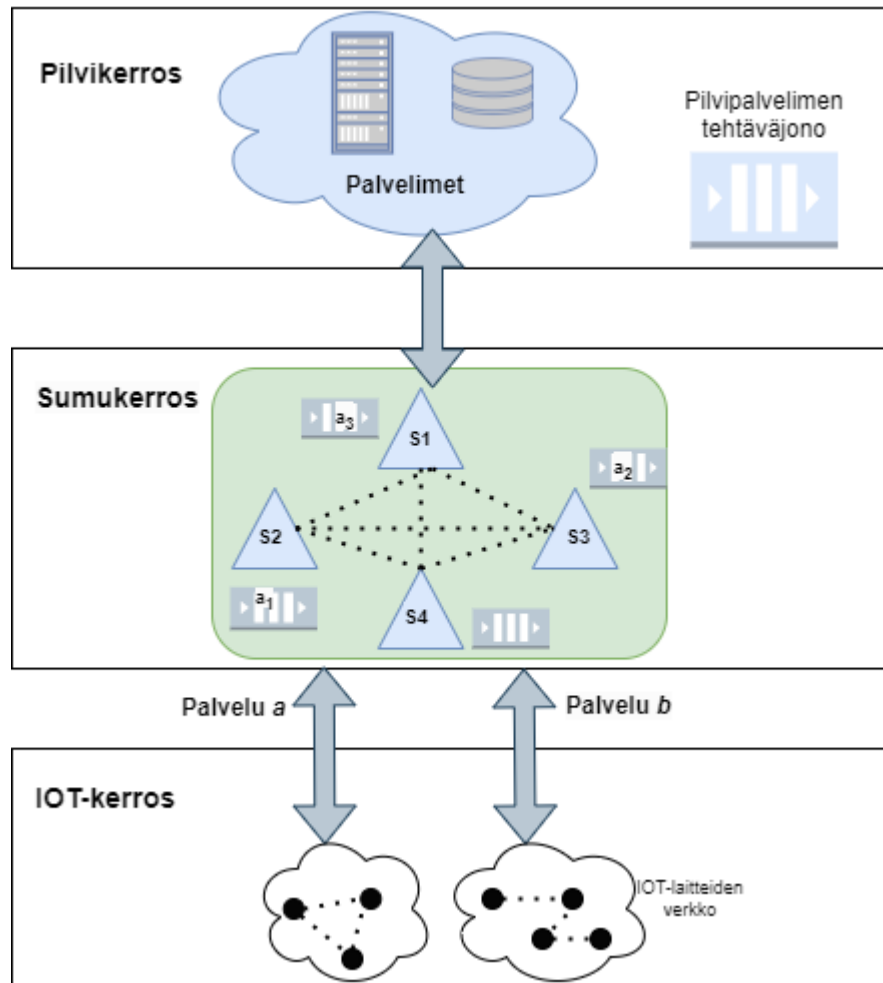 Pilvikerros
Palvelimet
Pilvipalvelimen
tehtäväjono
Sumukerros
a3
S1
a2
S2
S3
a1
S4
Palvelu a
Palvelu b
IOT-kerros
IOT-laitteiden
verkko